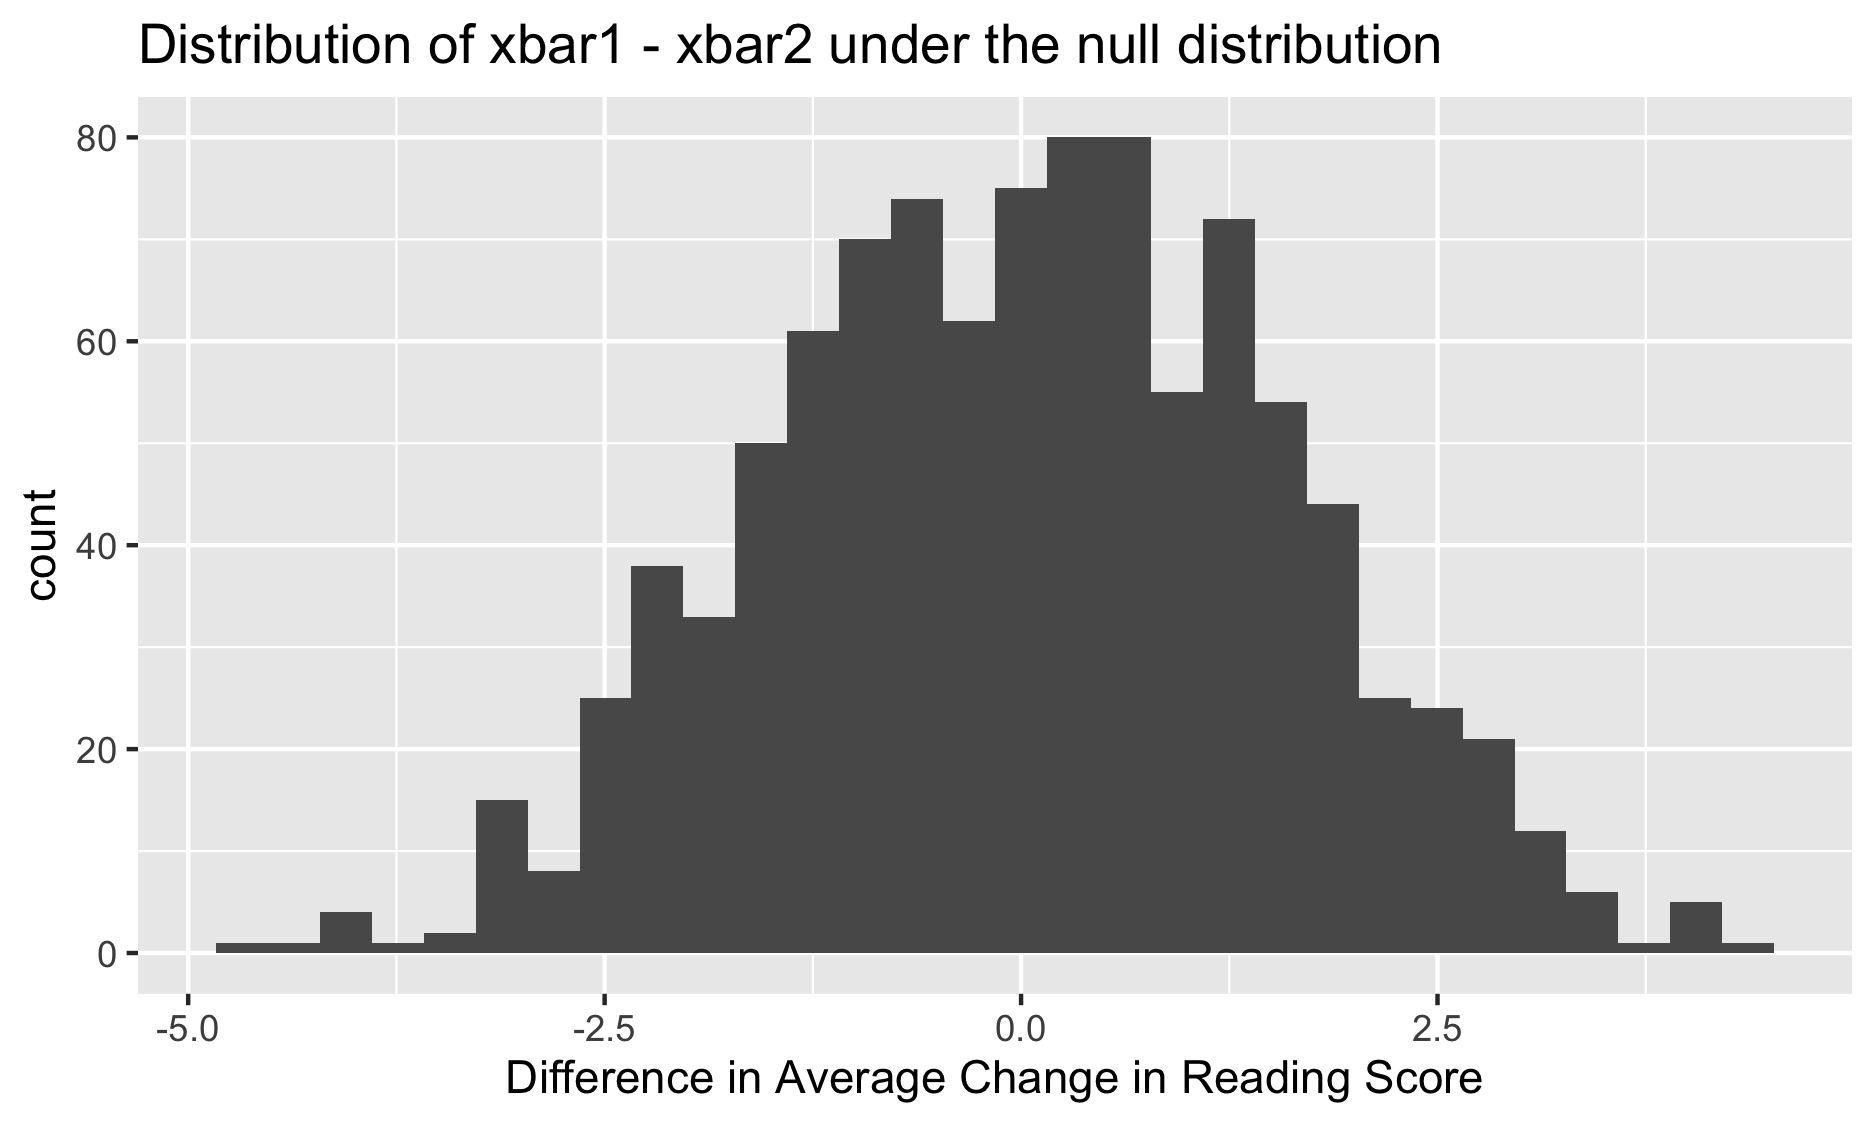 Distribution of xbar1 - xbar2 under the null distribution
80
60
40
20
0
count
-5.0 -2.5 0.0 2.5
Difference in Average Change in Reading Score